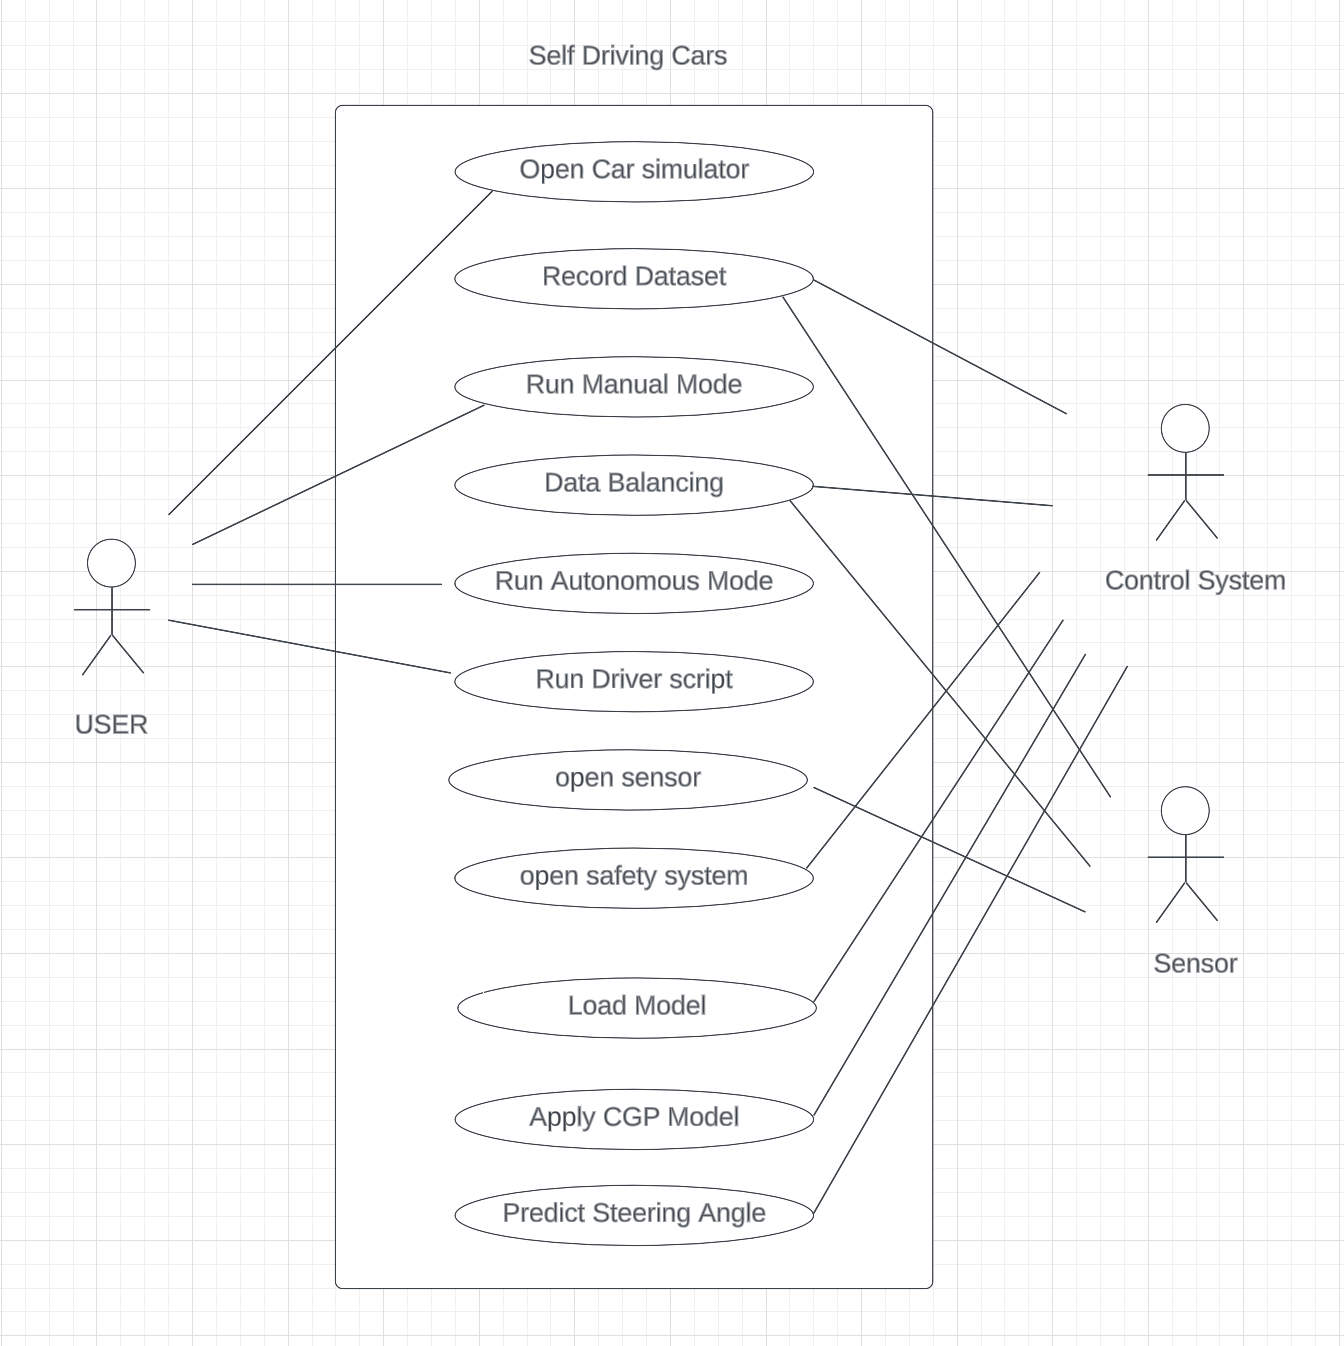 Self Driving Cars
Open Car simulator
Record Dataset
Run Manual Mode
Data Balancing
Run Autonomous Mode
Run Driver script
open sensor
open safety system
Load Model
Apply CGP Model
Predict Steering Angle
USER
Control System
Sensor